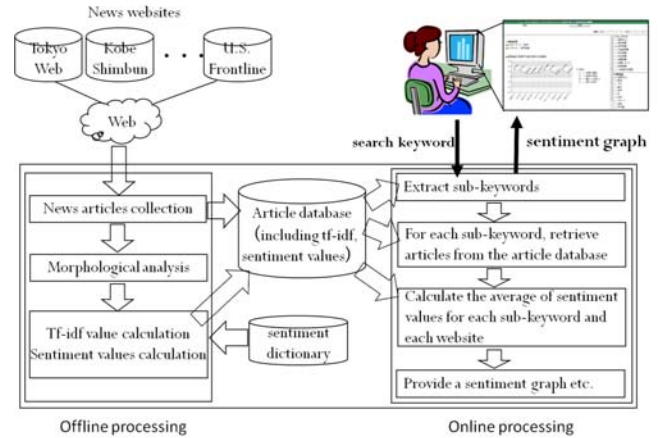 News websites
Tokyo
Web
Kobe
Shimbun
U.S.
Frontline
Web
search keyword
sentiment graph
News articles collection
Morphological analysis
Tf-idf value calculation
Sentiment values calculation
Article database
(including tf-idf,
sentiment values)
sentiment
dictionary
Extract sub-keywords
For each sub-keyword, retrieve
articles from the article database
Calculate the average of sentiment
values for each sub-keyword and
each website
Provide a sentiment graph etc.
Offline processing
Online processing